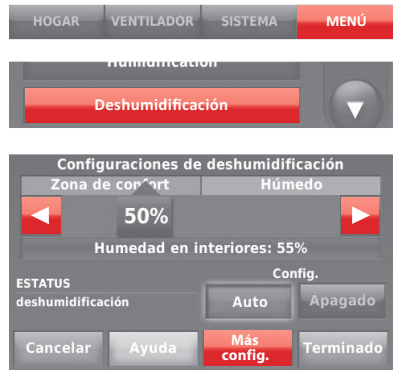 HOGAR VENTILADOR SISTEMA MENÚ
Humidification
Deshumidificación
Configuraciones de deshumidificación
Zona de confort Húmedo
50%
Humedad en interiores: 55%
Config.
ESTATUS
deshumidificación
Auto Apagado
Cancelar Ayuda Más config. Terminado